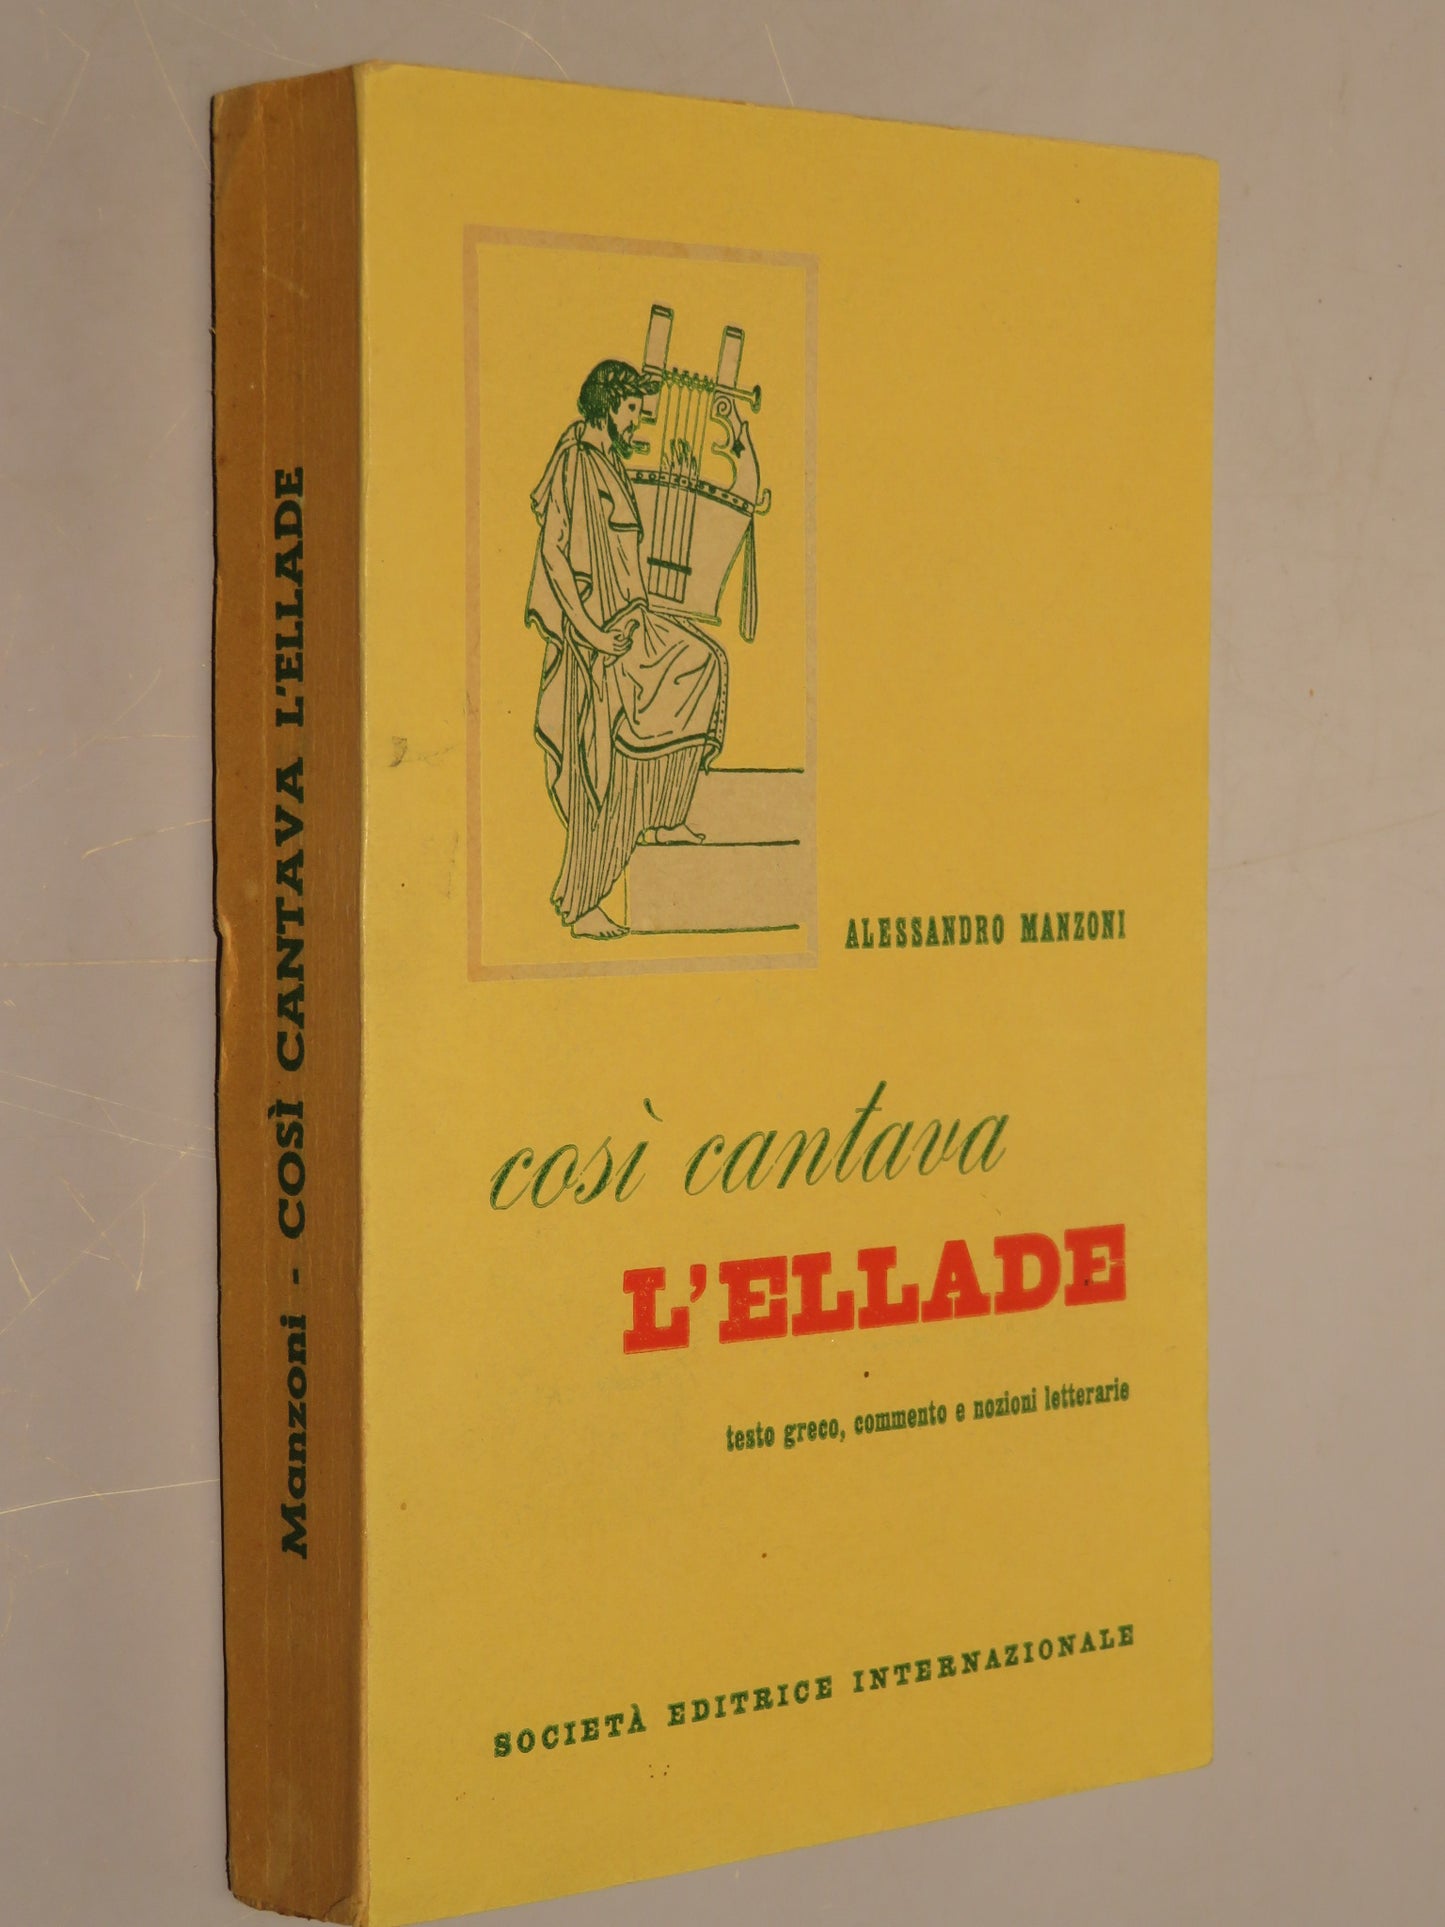 Manzoni - COSÌ CANTAVA L'ELLADE
ALESSANDRO MANZONI
così cantava
L'ELLADE
testo greco, commento e nozioni letterarie
SOCIETÀ EDITRICE INTERNAZIONALE